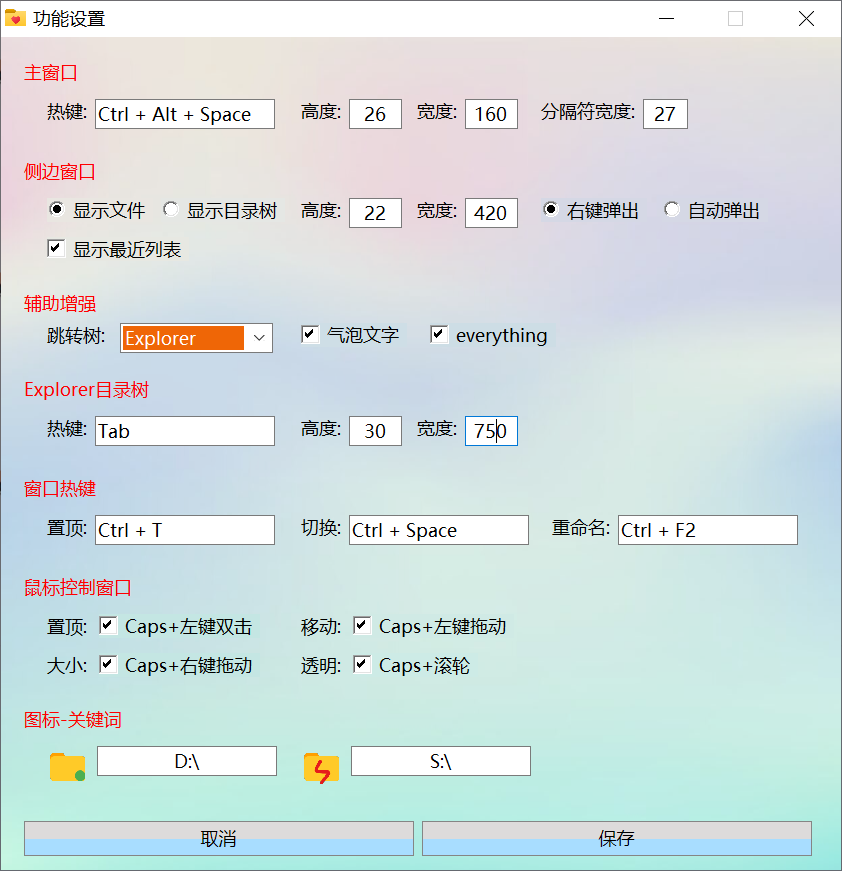 功能设置
主窗口
热键: Ctrl + Alt + Space 高度: 26 宽度: 160 分隔符宽度: 27
侧边窗口
显示文件 显示目录树 高度: 22 宽度: 420 右键弹出 自动弹出
显示最近列表
辅助增强
跳转树: Explorer 气泡文字 everything
Explorer目录树
热键: Tab 高度: 30 宽度: 750
窗口热键
置顶: Ctrl + T 切换: Ctrl + Space 重命名: Ctrl + F2
鼠标控制窗口
置顶: Caps+左键双击 移动: Caps+左键拖动
大小: Caps+右键拖动 透明: Caps+滚轮
图标-关键词
D:\ S:\
取消 保存